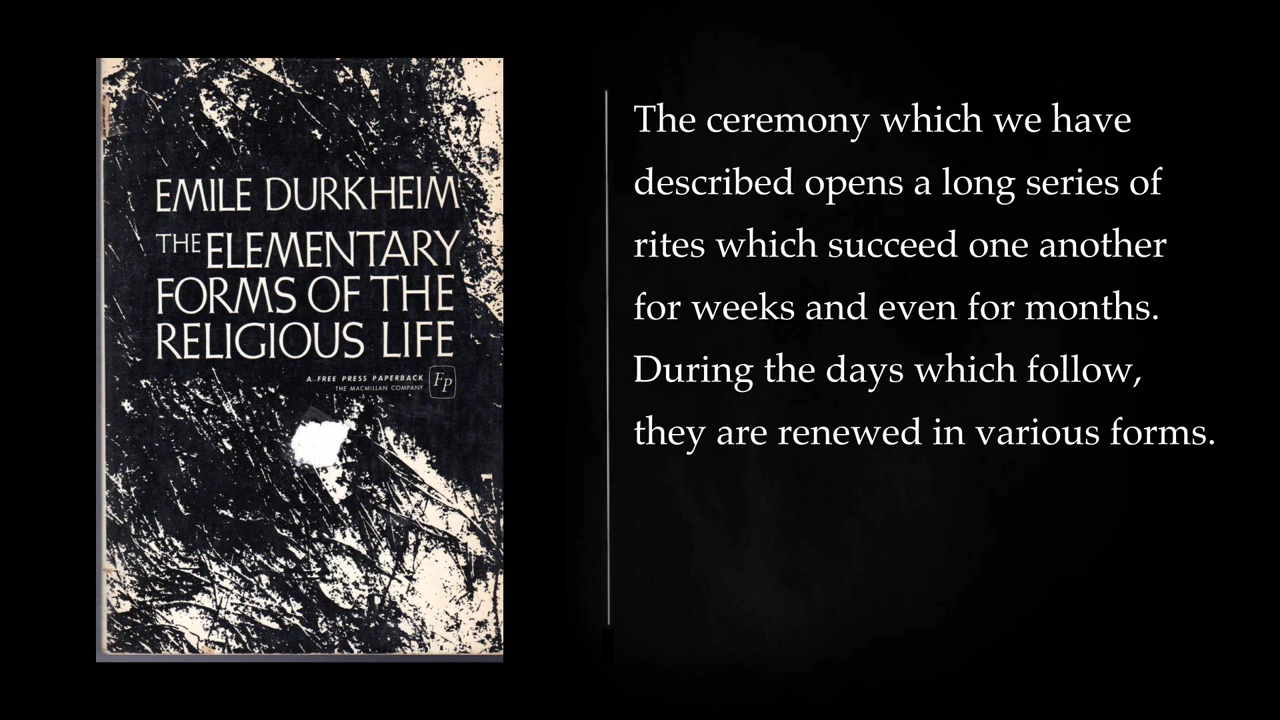 EMILE DURKHEIM
THE ELEMENTARY
FORMS OF THE
RELIGIOUS LIFE
A FREE PRESS PAPERBACK
THE MACMILLAN COMPANY
Fp
The ceremony which we have
described opens a long series of
rites which succeed one another
for weeks and even for months.
During the days which follow,
they are renewed in various forms.